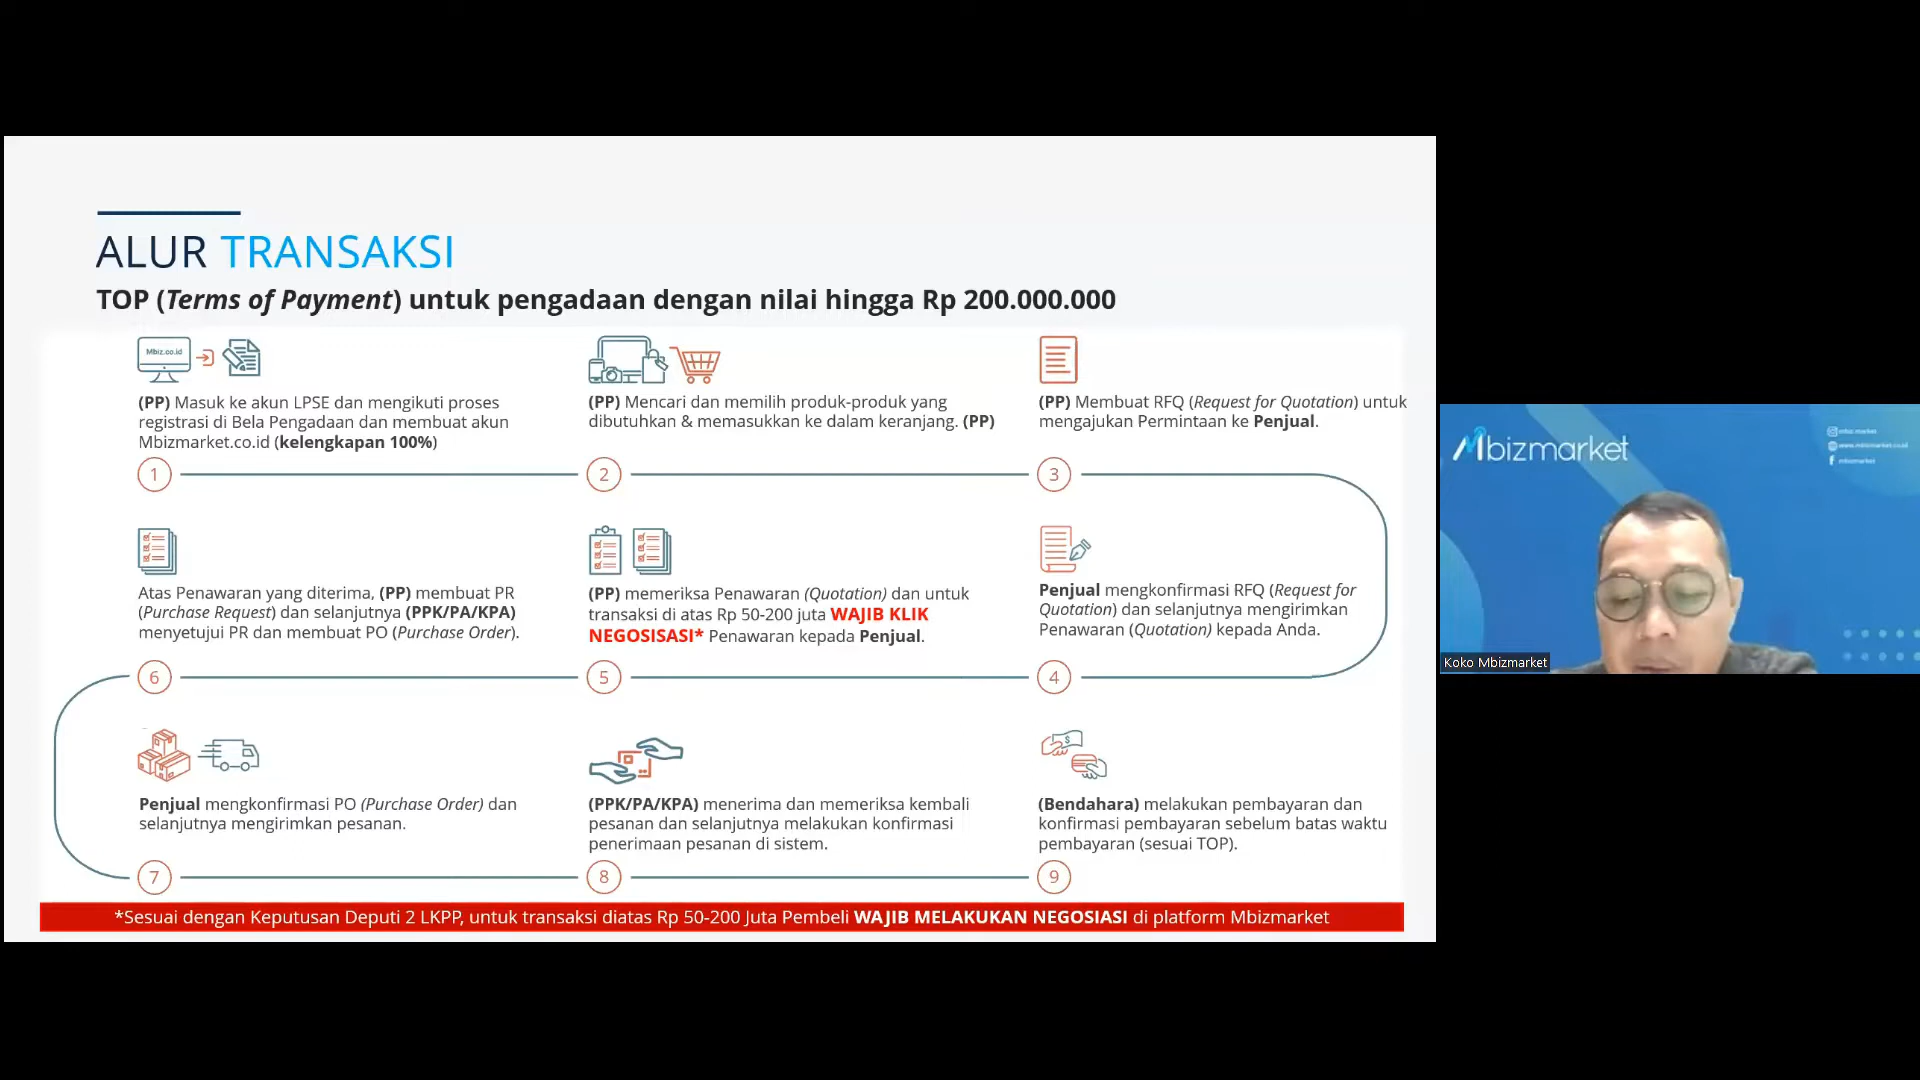 ALUR TRANSAKSI
TOP (Terms of Payment) untuk pengadaan dengan nilai hingga Rp 200.000.000
Mbiz.co.id
(PP) Masuk ke akun LPSE dan mengikuti proses
registrasi di Bela Pengadaan dan membuat akun
Mbizmarket.co.id (kelengkapan 100%)
1
(PP) Mencari dan memilih produk-produk yang
dibutuhkan & memasukkan ke dalam keranjang. (PP)
2
(PP) Membuat RFQ (Request for Quotation) untuk
mengajukan Permintaan ke Penjual.
3
Penjual mengkonfirmasi RFQ (Request for
Quotation) dan selanjutnya mengirimkan
Penawaran (Quotation) kepada Anda.
4
(PP) memeriksa Penawaran (Quotation) dan untuk
transaksi di atas Rp 50-200 juta WAJIB KLIK
NEGOSISASI* Penawaran kepada Penjual.
5
Atas Penawaran yang diterima, (PP) membuat PR
(Purchase Request) dan selanjutnya (PPK/PA/KPA)
menyetujui PR dan membuat PO (Purchase Order).
6
Penjual mengkonfirmasi PO (Purchase Order) dan
selanjutnya mengirimkan pesanan.
7
(PPK/PA/KPA) menerima dan memeriksa kembali
pesanan dan selanjutnya melakukan konfirmasi
penerimaan pesanan di sistem.
8
(Bendahara) melakukan pembayaran dan
konfirmasi pembayaran sebelum batas waktu
pembayaran (sesuai TOP).
9
*Sesuai dengan Keputusan Deputi 2 LKPP, untuk transaksi diatas Rp 50-200 Juta Pembeli WAJIB MELAKUKAN NEGOSIASI di platform Mbizmarket
Mbizmarket
Koko Mbizmarket